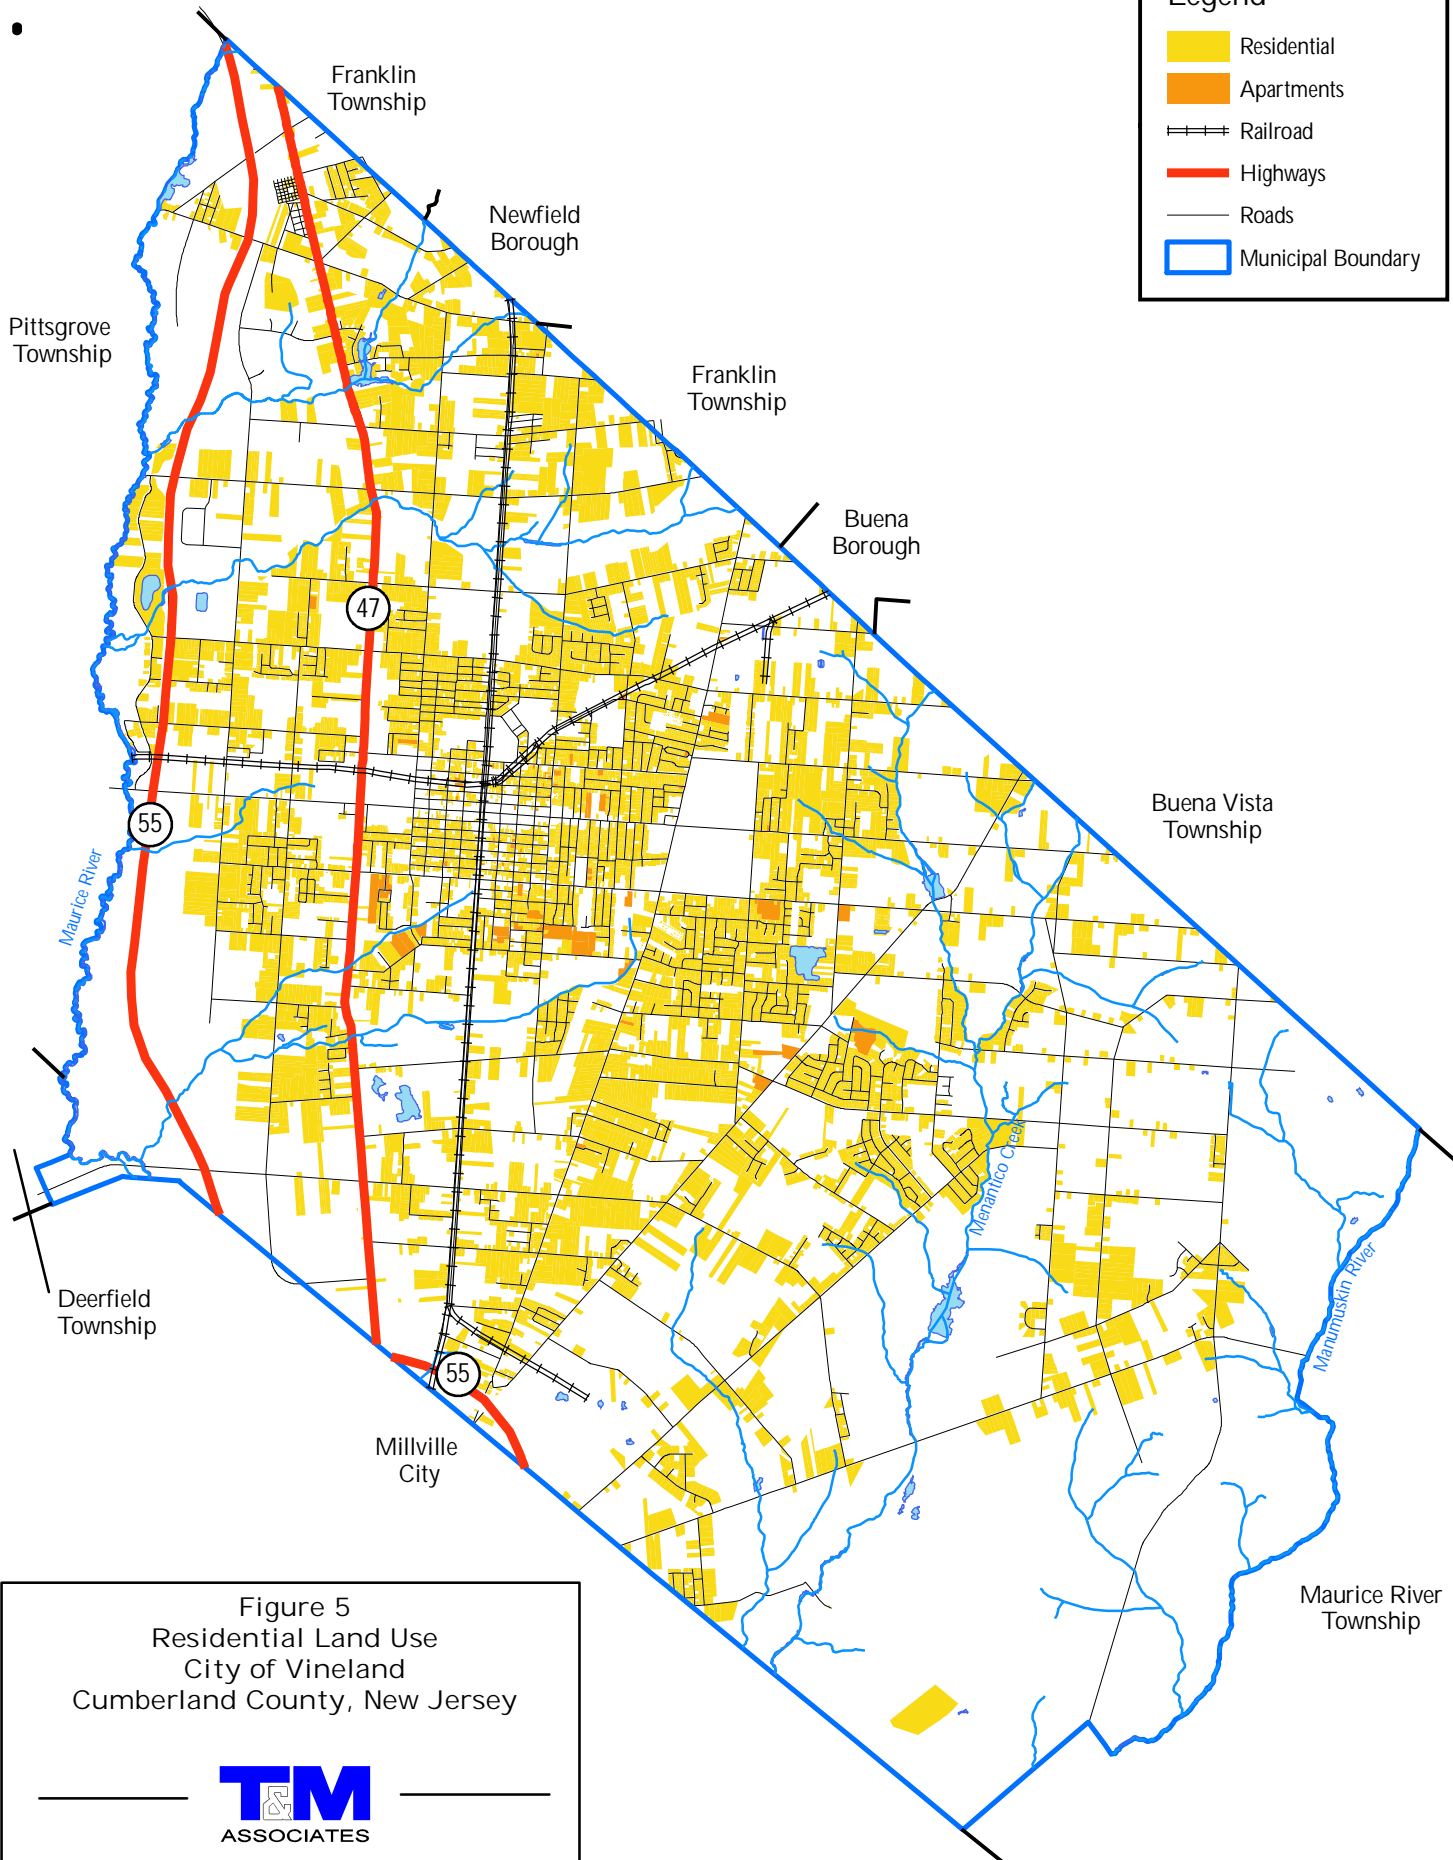 Legend
Residential
Apartments
Railroad
Highways
Roads
Municipal Boundary
Franklin
Township
Newfield
Borough
Pittsgrove
Township
Franklin
Township
Buena
Borough
47
Buena Vista
Township
55
Maurice River
Menantico Creek
Manumuskin River
Deerfield
Township
55
Millville
City
Maurice River
Township
Figure 5
Residential Land Use
City of Vineland
Cumberland County, New Jersey
T&M
ASSOCIATES